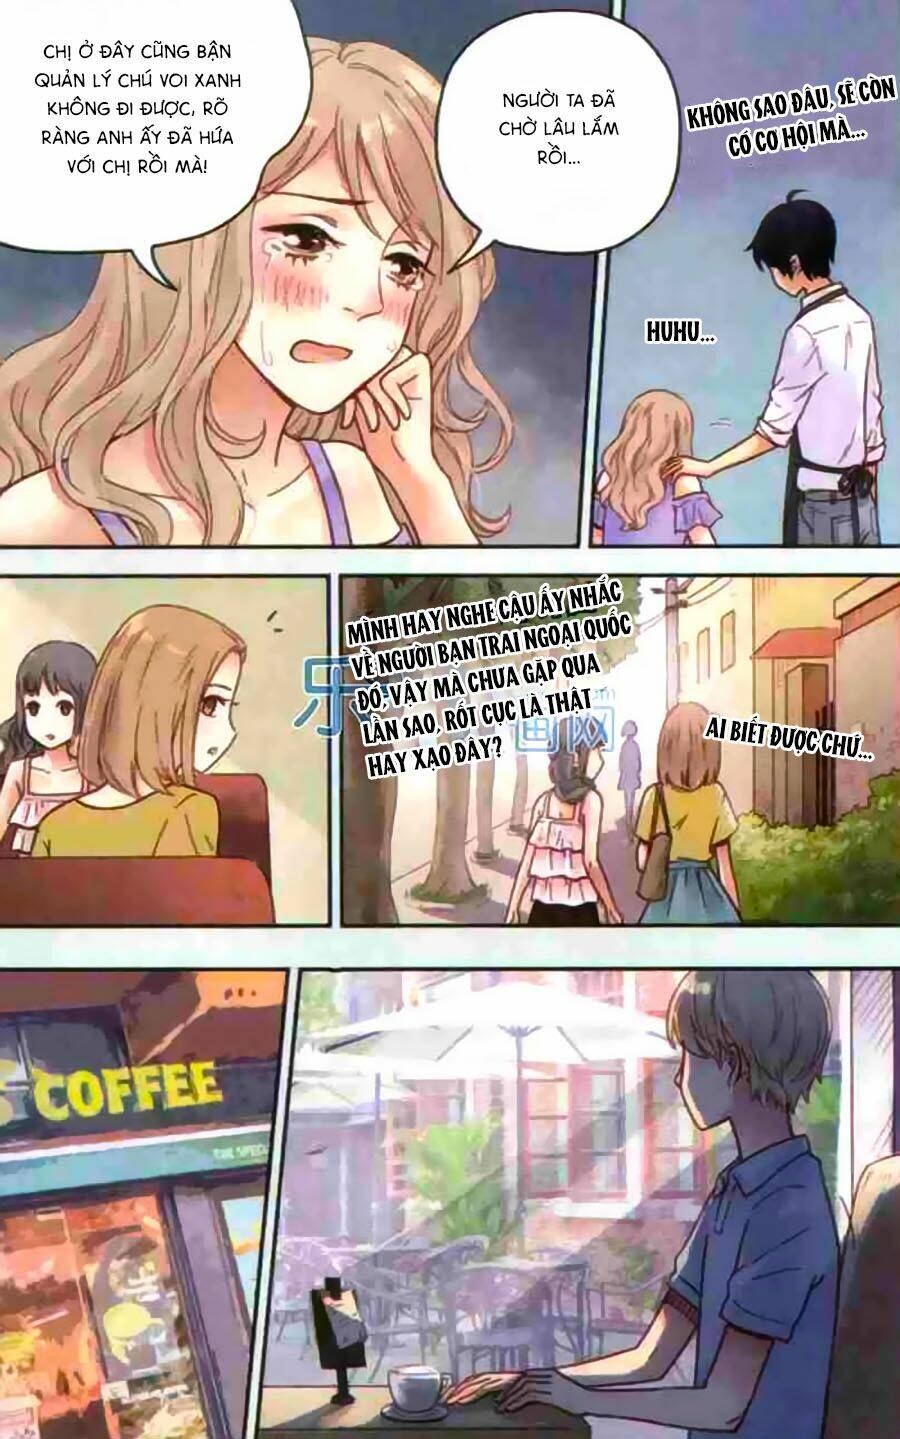 CHỊ Ở ĐÂY CŨNG BẬN
QUẢN LÝ CHÚ VOI XANH
KHÔNG ĐI ĐƯỢC, RÕ
RÀNG ANH ẤY ĐÃ HỨA
VỚI CHỊ RỒI MÀ!
NGƯỜI TA ĐÃ
CHỜ LÂU LẮM
RỒI...
KHÔNG SAO ĐÂU, SẼ CÒN
CÓ CƠ HỘI MÀ...
HUHU...
MÌNH HAY NGHE CẬU ẤY NHẮC
VỀ NGƯỜI BẠN TRAI NGOẠI QUỐC
ĐÓ, VẬY MÀ CHƯA GẶP QUA
LẦN SAO, RỐT CỤC LÀ THẬT
HAY XẠO ĐÂY?
AI BIẾT ĐƯỢC CHỨ...
S COFFEE